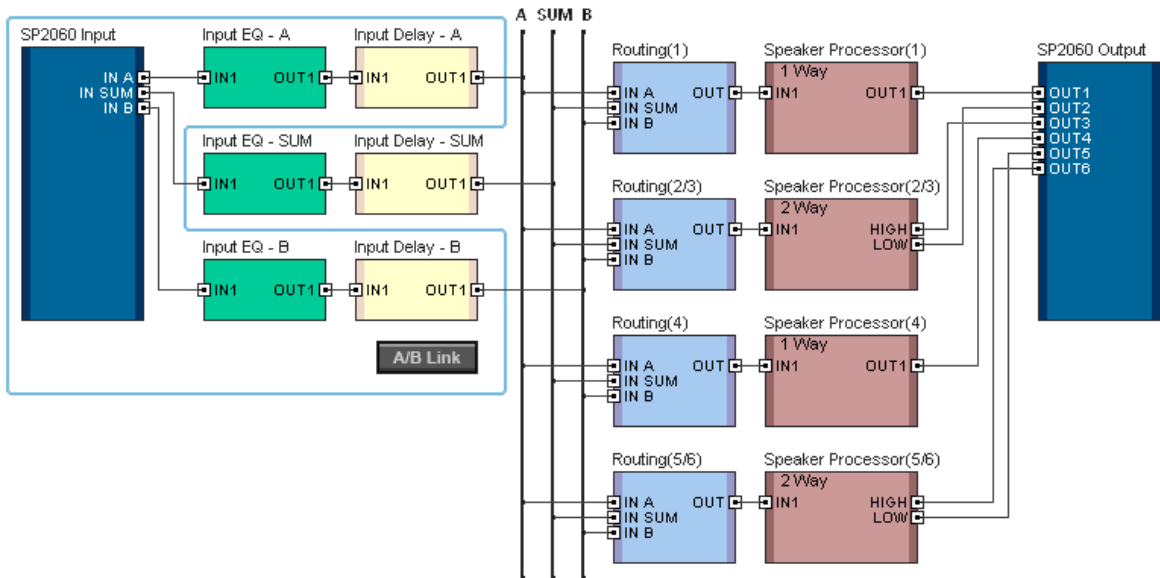 SP2060 Input
IN A
IN SUM
IN B
Input EQ - A
IN1 OUT1
Input Delay - A
IN1 OUT1
Input EQ - SUM
IN1 OUT1
Input Delay - SUM
IN1 OUT1
Input EQ - B
IN1 OUT1
Input Delay - B
IN1 OUT1
A/B Link
A SUM B
Routing(1)
IN A OUT
IN SUM
IN B
Speaker Processor(1)
1 Way
IN1 OUT1
Routing(2/3)
IN A OUT
IN SUM
IN B
Speaker Processor(2/3)
2 Way
IN1 HIGH
LOW
Routing(4)
IN A OUT
IN SUM
IN B
Speaker Processor(4)
1 Way
IN1 OUT1
Routing(5/6)
IN A OUT
IN SUM
IN B
Speaker Processor(5/6)
2 Way
IN1 HIGH
LOW
SP2060 Output
OUT1
OUT2
OUT3
OUT4
OUT5
OUT6